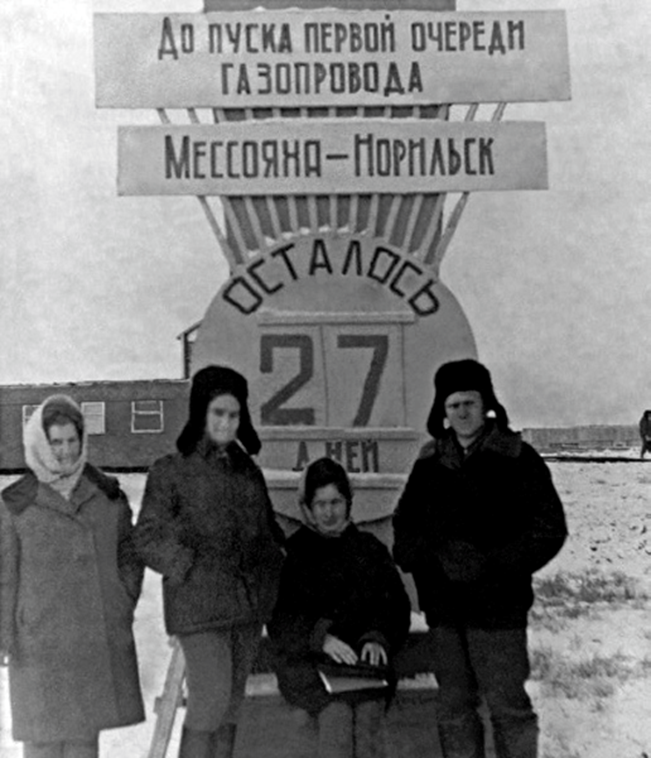 До пуска первой очереди
газопровода
Мессояха – Норильск
осталось
27
дней